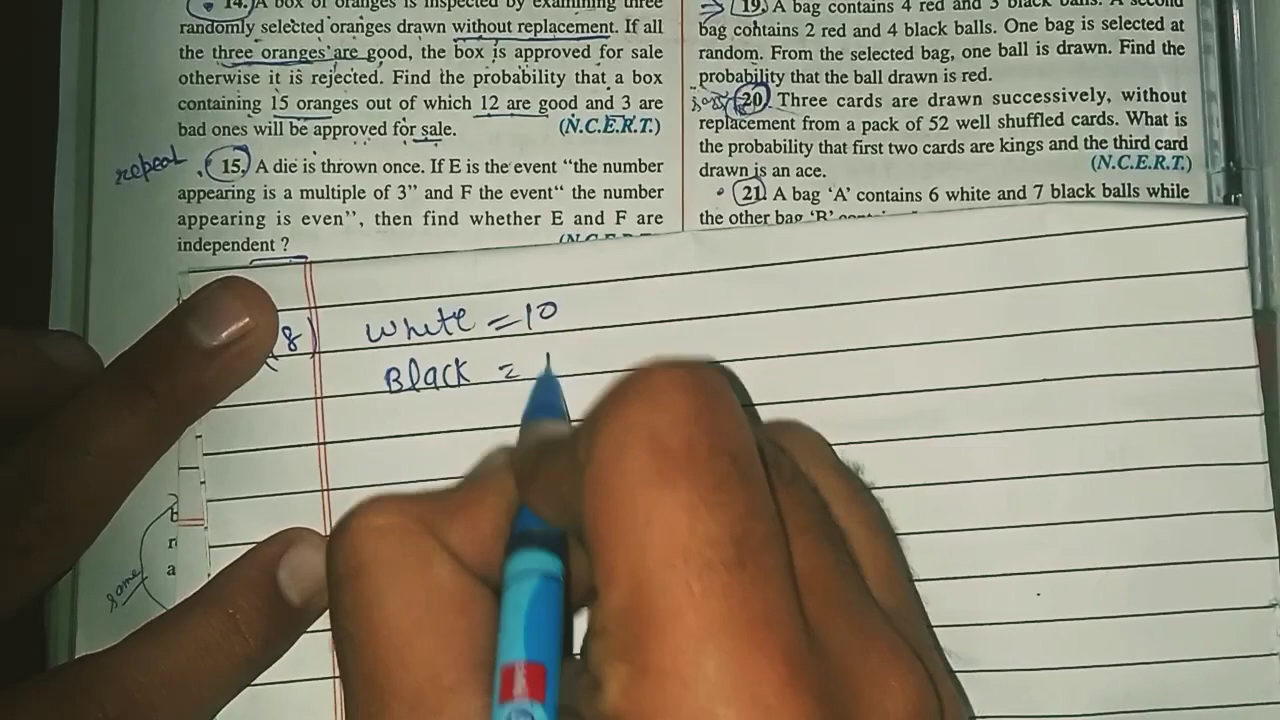 14. A box of oranges is inspected by examining three
randomly selected oranges drawn without replacement. If all
the three oranges are good, the box is approved for sale
otherwise it is rejected. Find the probability that a box
containing 15 oranges out of which 12 are good and 3 are
bad ones will be approved for sale. (N.C.E.R.T.)
repeat
15. A die is thrown once. If E is the event “the number
appearing is a multiple of 3” and F the event“ the number
appearing is even”, then find whether E and F are
independent ?
19. A bag contains 4 red and 3 black balls. A second
bag contains 2 red and 4 black balls. One bag is selected at
random. From the selected bag, one ball is drawn. Find the
probability that the ball drawn is red.
20. Three cards are drawn successively, without
replacement from a pack of 52 well shuffled cards. What is
the probability that first two cards are kings and the third card
drawn is an ace. (N.C.E.R.T.)
21. A bag ‘A’ contains 6 white and 7 black balls while
the other bag
8) White = 10
Black =
same